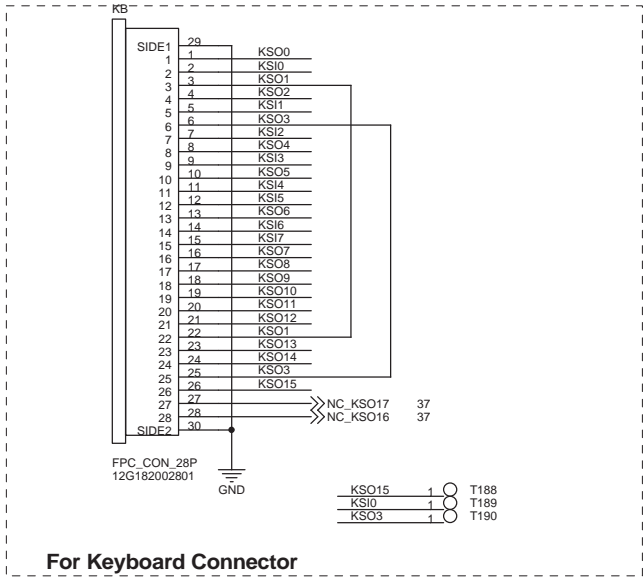 KB
SIDE1 29
1 1 KSO0
2 2 KSI0
3 3 KSO1
4 4 KSO2
5 5 KSI1
6 6 KSO3
7 7 KSI2
8 8 KSO4
9 9 KSI3
10 10 KSO5
11 11 KSI4
12 12 KSI5
13 13 KSO6
14 14 KSI6
15 15 KSI7
16 16 KSO7
17 17 KSO8
18 18 KSO9
19 19 KSO10
20 20 KSO11
21 21 KSO12
22 22 KSO1
23 23 KSO13
24 24 KSO14
25 25 KSO3
26 26 KSO15
27 27 NC_KSO17 37
28 28 NC_KSO16 37
SIDE2 30
FPC_CON_28P
12G182002801
GND
KSO15 1 T188
KSI0 1 T189
KSO3 1 T190
For Keyboard Connector